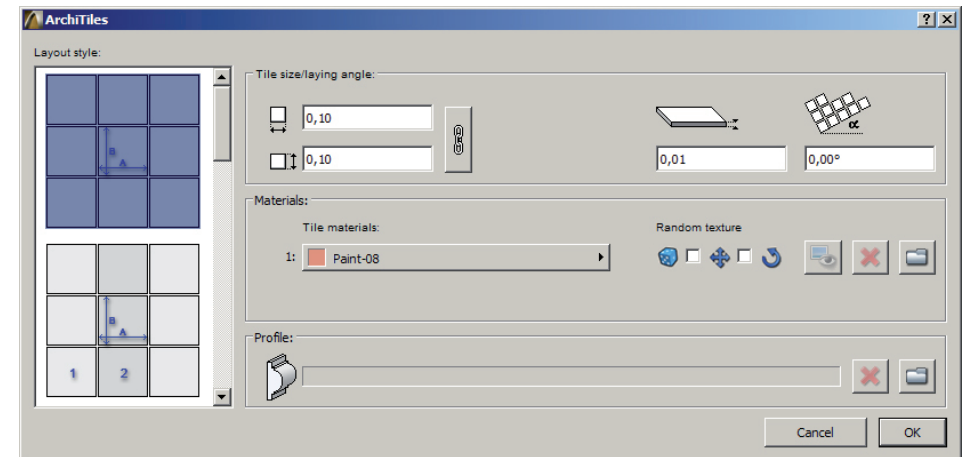 ArchiTiles
Layout style:
B
A
B
A
1 2
Tile size/laying angle:
0,10
0,10
0,01
α
0,00°
Materials:
Tile materials:
Random texture
1: Paint-08
Profile:
Cancel
OK